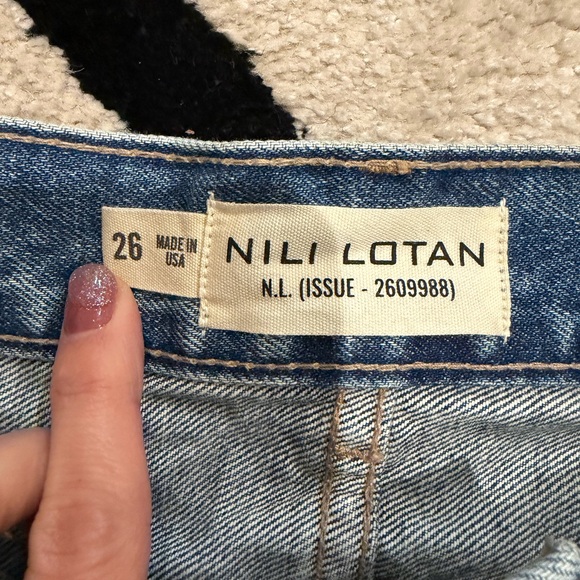 26
MADE IN
USA
NILI LOTAN
N.L. (ISSUE - 2609988)